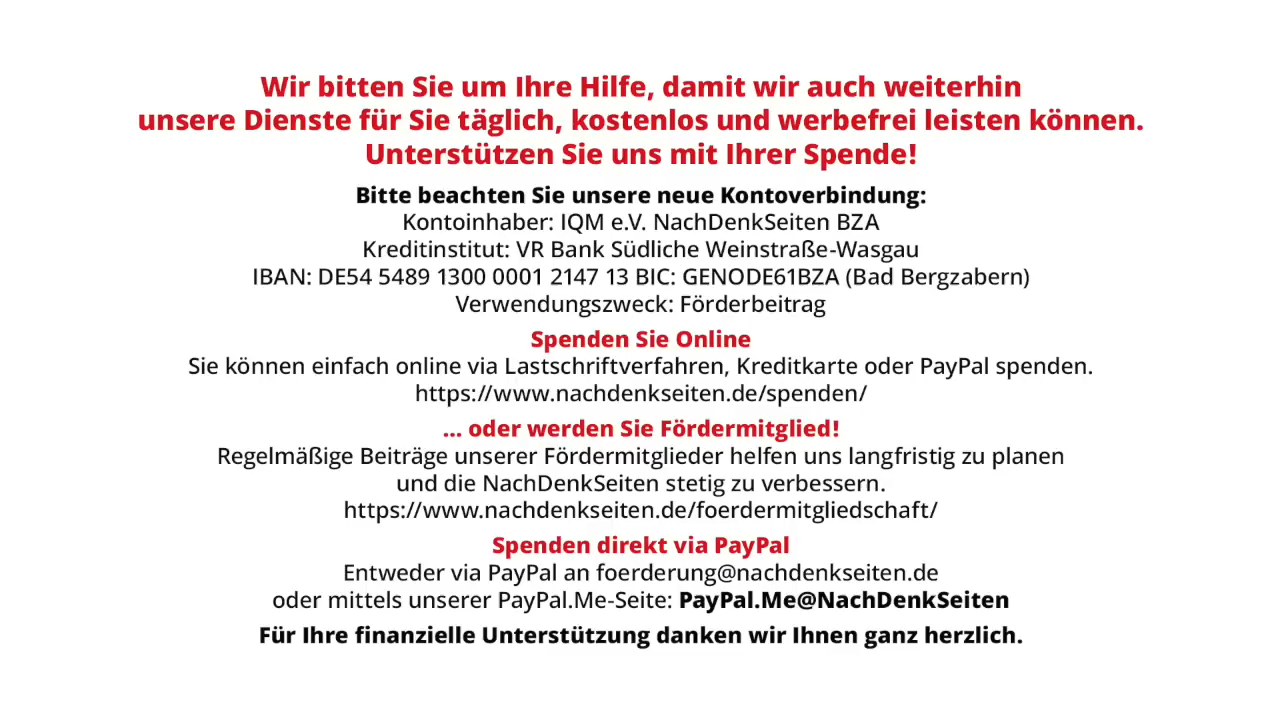 Wir bitten Sie um Ihre Hilfe, damit wir auch weiterhin
unsere Dienste für Sie täglich, kostenlos und werbefrei leisten können.
Unterstützen Sie uns mit Ihrer Spende!
Bitte beachten Sie unsere neue Kontoverbindung:
Kontoinhaber: IQM e.V. NachDenkSeiten BZA
Kreditinstitut: VR Bank Südliche Weinstraße-Wasgau
IBAN: DE54 5489 1300 0001 2147 13 BIC: GENODE61BZA (Bad Bergzabern)
Verwendungszweck: Förderbeitrag
Spenden Sie Online
Sie können einfach online via Lastschriftverfahren, Kreditkarte oder PayPal spenden.
https://www.nachdenkseiten.de/spenden/
... oder werden Sie Fördermitglied!
Regelmäßige Beiträge unserer Fördermitglieder helfen uns langfristig zu planen
und die NachDenkSeiten stetig zu verbessern.
https://www.nachdenkseiten.de/foerdermitgliedschaft/
Spenden direkt via PayPal
Entweder via PayPal an foerderung@nachdenkseiten.de
oder mittels unserer PayPal.Me-Seite: PayPal.Me@NachDenkSeiten
Für Ihre finanzielle Unterstützung danken wir Ihnen ganz herzlich.